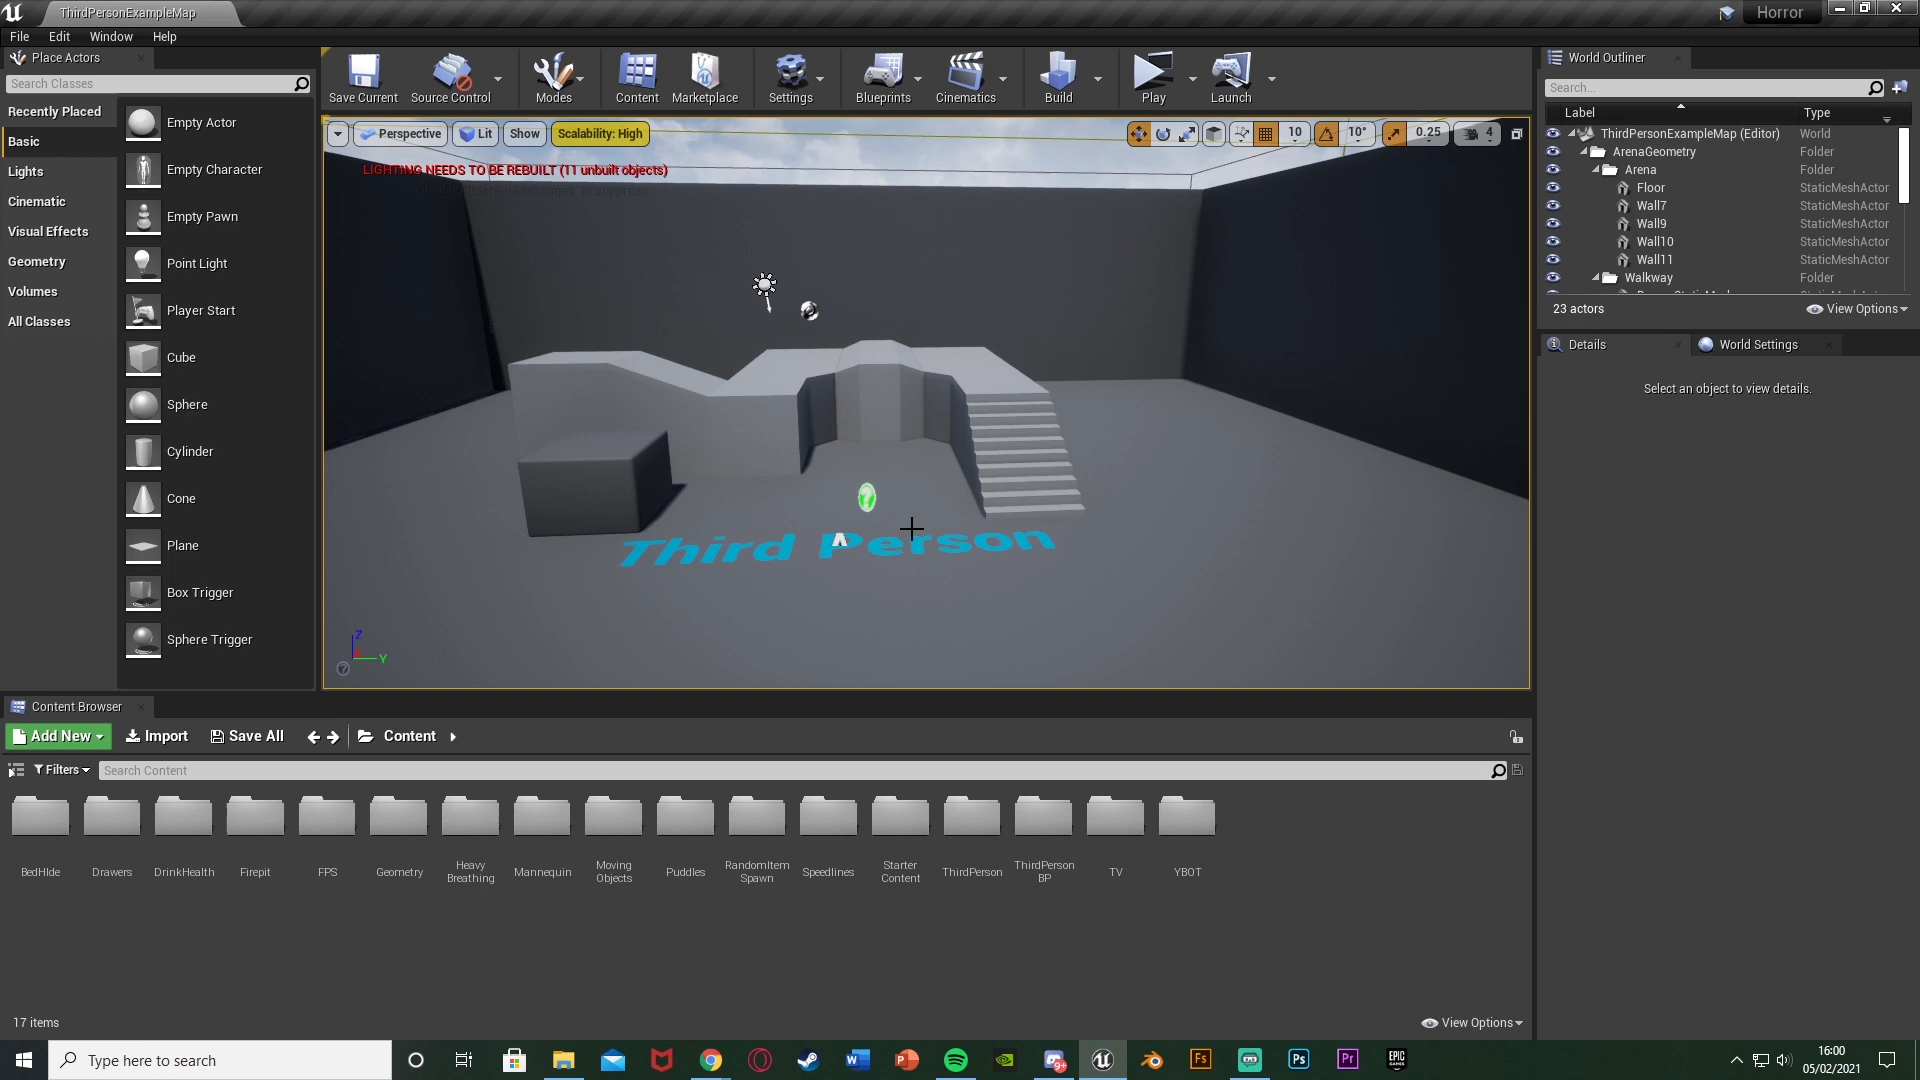 ThirdPersonExampleMap
Horror
File Edit Window Help
Place Actors
Search Classes
Recently Placed
Basic
Lights
Cinematic
Visual Effects
Geometry
Volumes
All Classes
Empty Actor
Empty Character
Empty Pawn
Point Light
Player Start
Cube
Sphere
Cylinder
Cone
Plane
Box Trigger
Sphere Trigger
Save Current Source Control Modes Content Marketplace Settings Blueprints Cinematics Build Play Launch
Perspective Lit Show Scalability: High
10 10° 0.25 4
LIGHTING NEEDS TO BE REBUILT (11 unbuilt objects)
Third Person
Z
Y
World Outliner
Search...
Label Type
ThirdPersonExampleMap (Editor) World
ArenaGeometry Folder
Arena Folder
Floor StaticMeshActor
Wall7 StaticMeshActor
Wall9 StaticMeshActor
Wall10 StaticMeshActor
Wall11 StaticMeshActor
Walkway Folder
23 actors View Options
Details World Settings
Select an object to view details.
Content Browser
Add New Import Save All Content
Filters Search Content
BedHIde
Drawers
DrinkHealth
Firepit
FPS
Geometry
Heavy
Breathing
Mannequin
Moving
Objects
Puddles
RandomItem
Spawn
Speedlines
Starter
Content
ThirdPerson
ThirdPerson
BP
TV
YBOT
17 items View Options
Type here to search
9+
Fs
Ps
Pr
EPIC
GAMES
16:00
05/02/2021